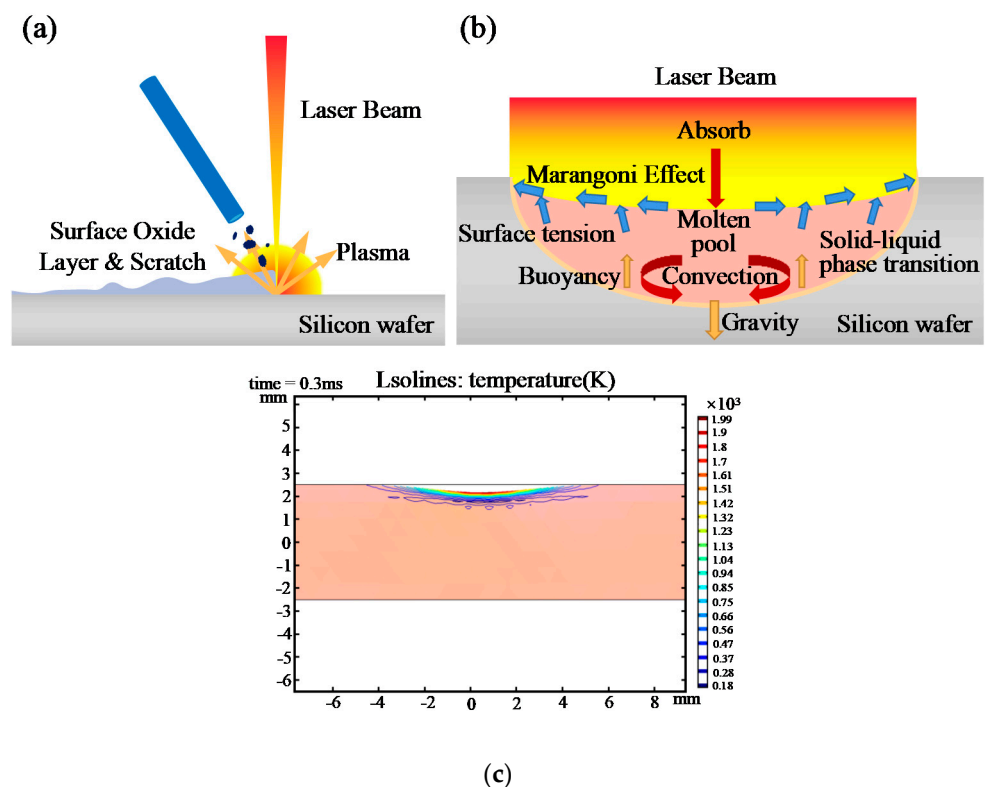 (a)
Laser Beam
Surface Oxide
Layer & Scratch
Plasma
Silicon wafer
(b)
Laser Beam
Absorb
Marangoni Effect
Molten
pool
Surface tension
Solid-liquid
phase transition
Buoyancy
Convection
Gravity
Silicon wafer
time = 0.3ms
Lsolines: temperature(K)
mm
5
4
3
2
1
0
-1
-2
-3
-4
-5
-6
-6
-4
-2
0
2
4
6
8
mm
×10³
1.99
1.9
1.8
1.7
1.61
1.51
1.42
1.32
1.23
1.13
1.04
0.94
0.85
0.75
0.66
0.56
0.47
0.37
0.28
0.18
(c)